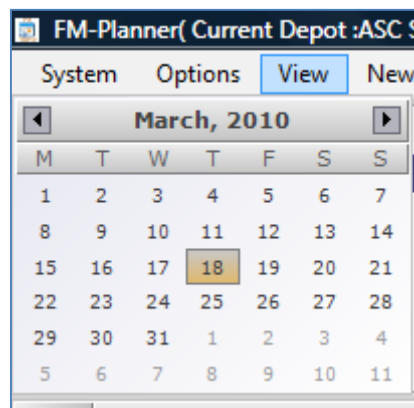 FM-Planner( Current Depot :ASC
System Options View New
March, 2010
M T W T F S S
1 2 3 4 5 6 7
8 9 10 11 12 13 14
15 16 17 18 19 20 21
22 23 24 25 26 27 28
29 30 31 1 2 3 4
5 6 7 8 9 10 11